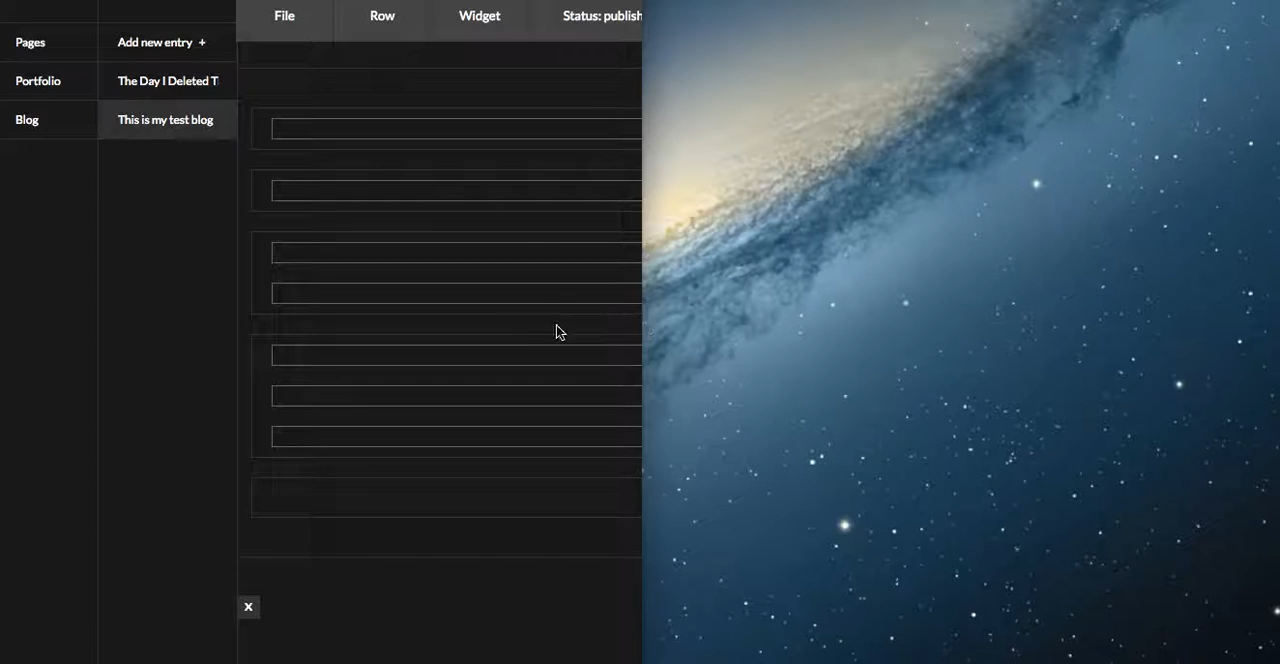 File Row Widget Status: publish
Pages Add new entry +
Portfolio The Day I Deleted T
Blog This is my test blog
x